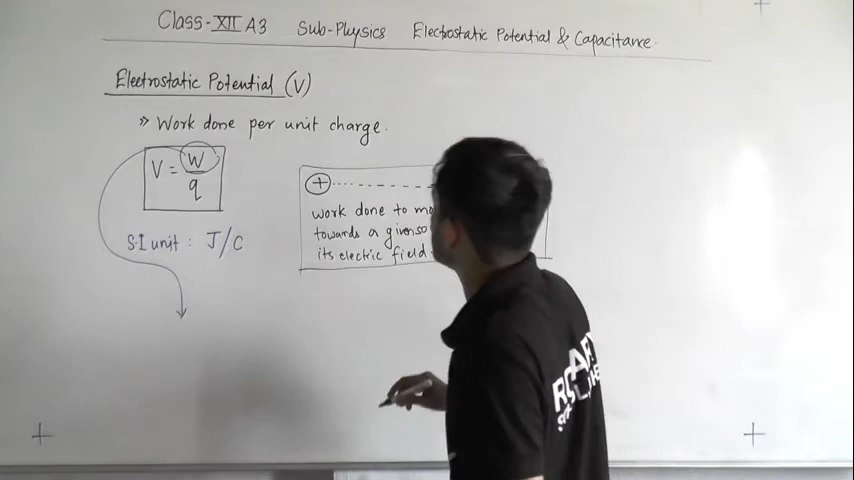 Class-XII A3 Sub-Physics Electrostatic Potential & Capacitance.
Electrostatic Potential (V)
» Work done per unit charge.
V = W/q
+
work done to mo
towards a given so
its electric field
S.I unit : J/C